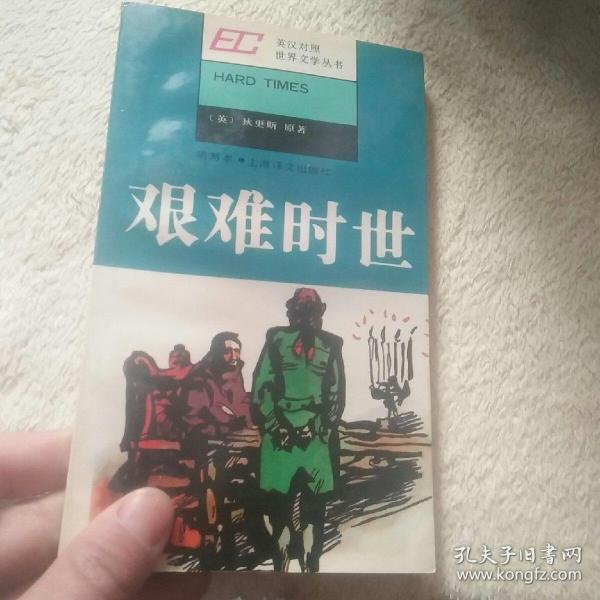 EC
英汉对照
世界文学丛书
HARD TIMES
〔英〕狄更斯 原著
简写本•上海译文出版社
艰难时世
孔夫子旧书网
www.kongfz.com